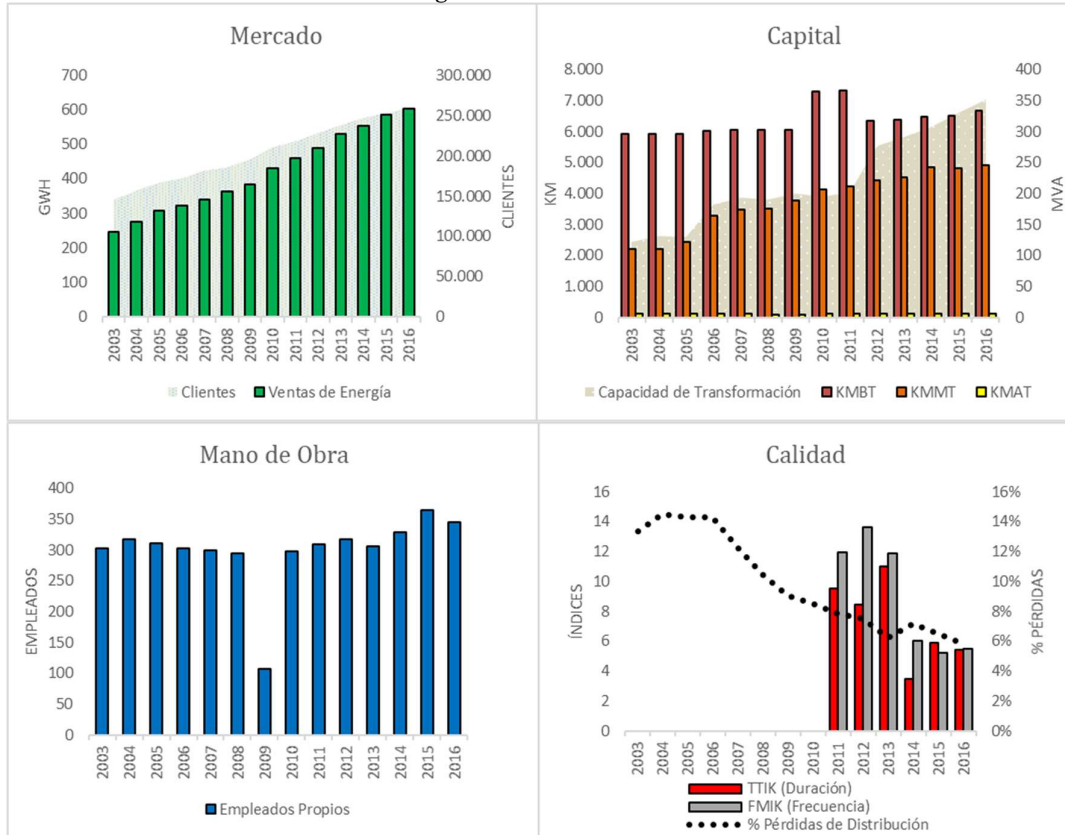 g
Mercado
GWH
CLIENTES
700
600
500
400
300
200
100
0
300.000
250.000
200.000
150.000
100.000
50.000
0
2003 2004 2005 2006 2007 2008 2009 2010 2011 2012 2013 2014 2015 2016
Clientes Ventas de Energía
Capital
KM
MVA
8.000
7.000
6.000
5.000
4.000
3.000
2.000
1.000
0
400
350
300
250
200
150
100
50
0
2003 2004 2005 2006 2007 2008 2009 2010 2011 2012 2013 2014 2015 2016
Capacidad de Transformación KMBT KMMT KMAT
Mano de Obra
EMPLEADOS
400
350
300
250
200
150
100
50
0
2003 2004 2005 2006 2007 2008 2009 2010 2011 2012 2013 2014 2015 2016
Empleados Propios
Calidad
ÍNDICES
% PÉRDIDAS
16
14
12
10
8
6
4
2
0
16%
14%
12%
10%
8%
6%
4%
2%
0%
2003 2004 2005 2006 2007 2008 2009 2010 2011 2012 2013 2014 2015 2016
TTIK (Duración)
FMIK (Frecuencia)
% Pérdidas de Distribución